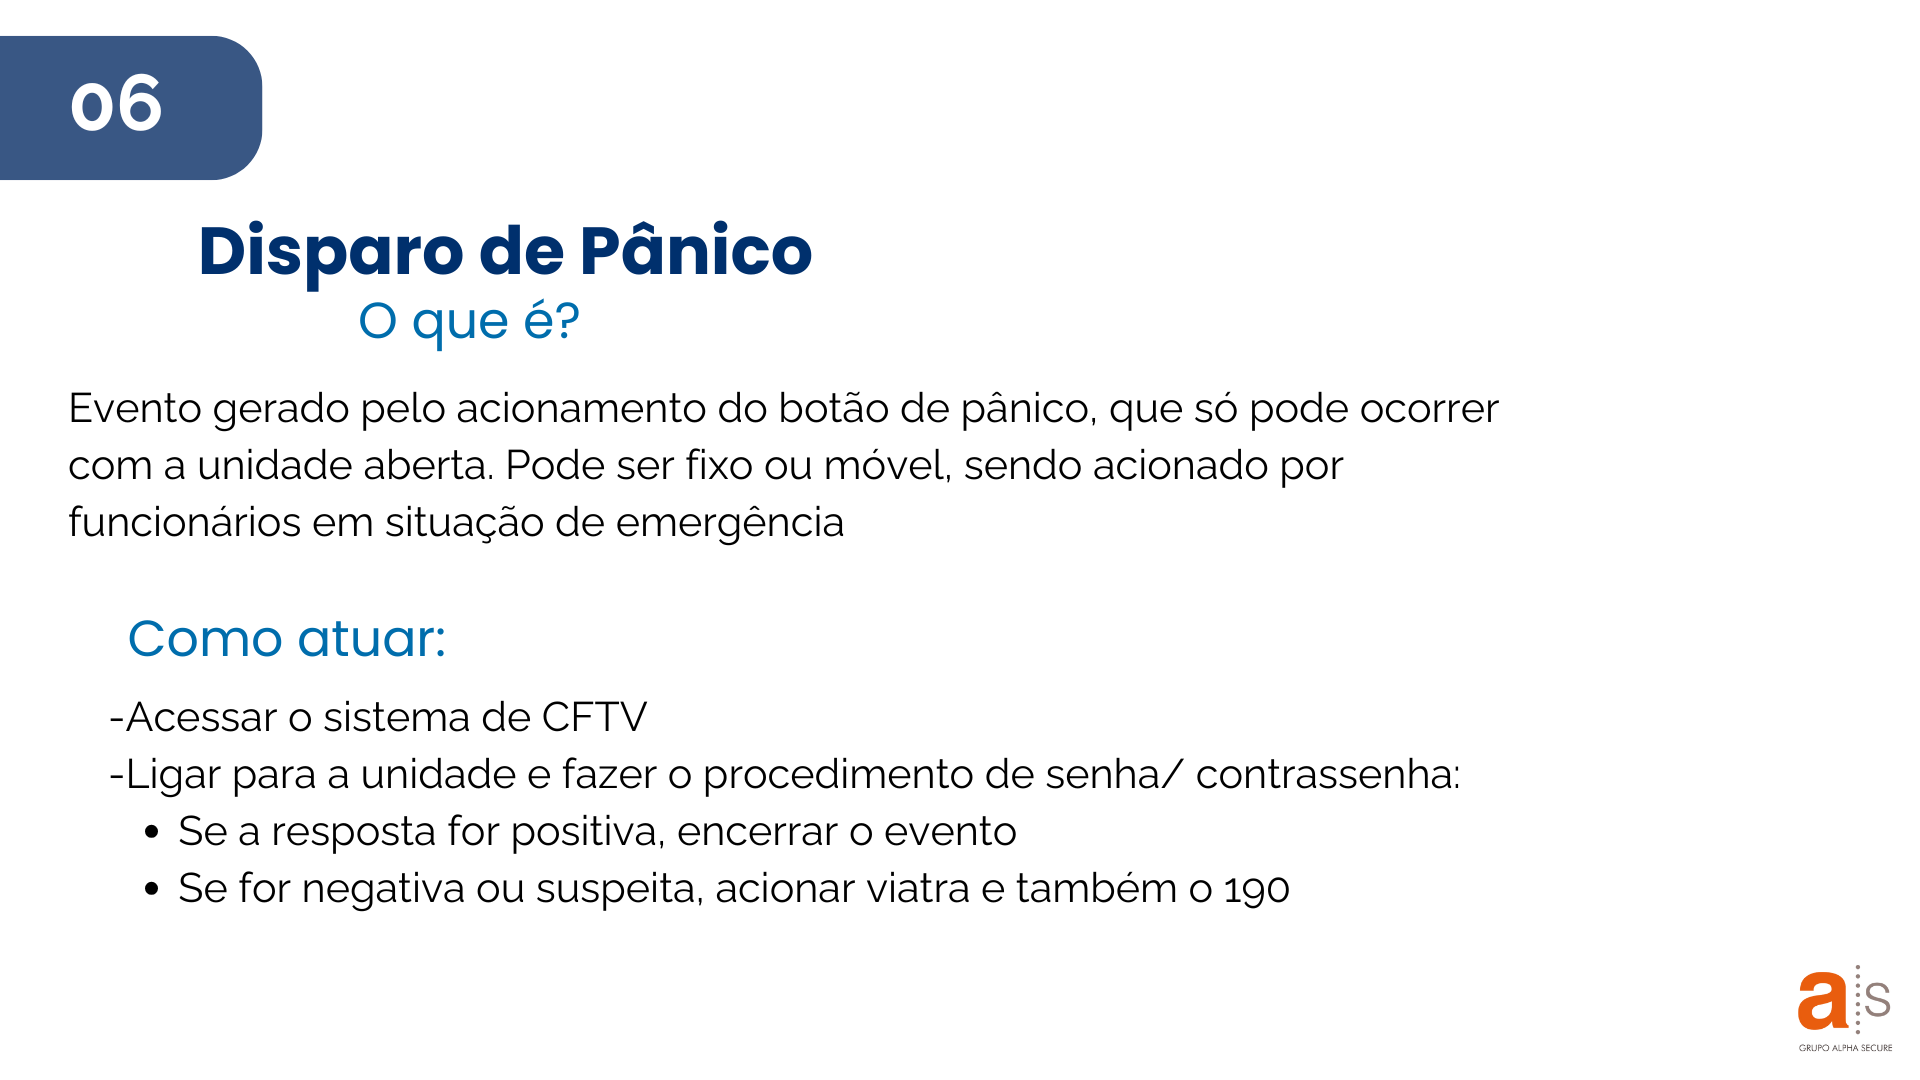 06
Disparo de Pânico
O que é?
Evento gerado pelo acionamento do botão de pânico, que só pode ocorrer
com a unidade aberta. Pode ser fixo ou móvel, sendo acionado por
funcionários em situação de emergência
Como atuar:
-Acessar o sistema de CFTV
-Ligar para a unidade e fazer o procedimento de senha/ contrassenha:
• Se a resposta for positiva, encerrar o evento
• Se for negativa ou suspeita, acionar viatra e também o 190
a s
GRUPO ALPHA SECURE